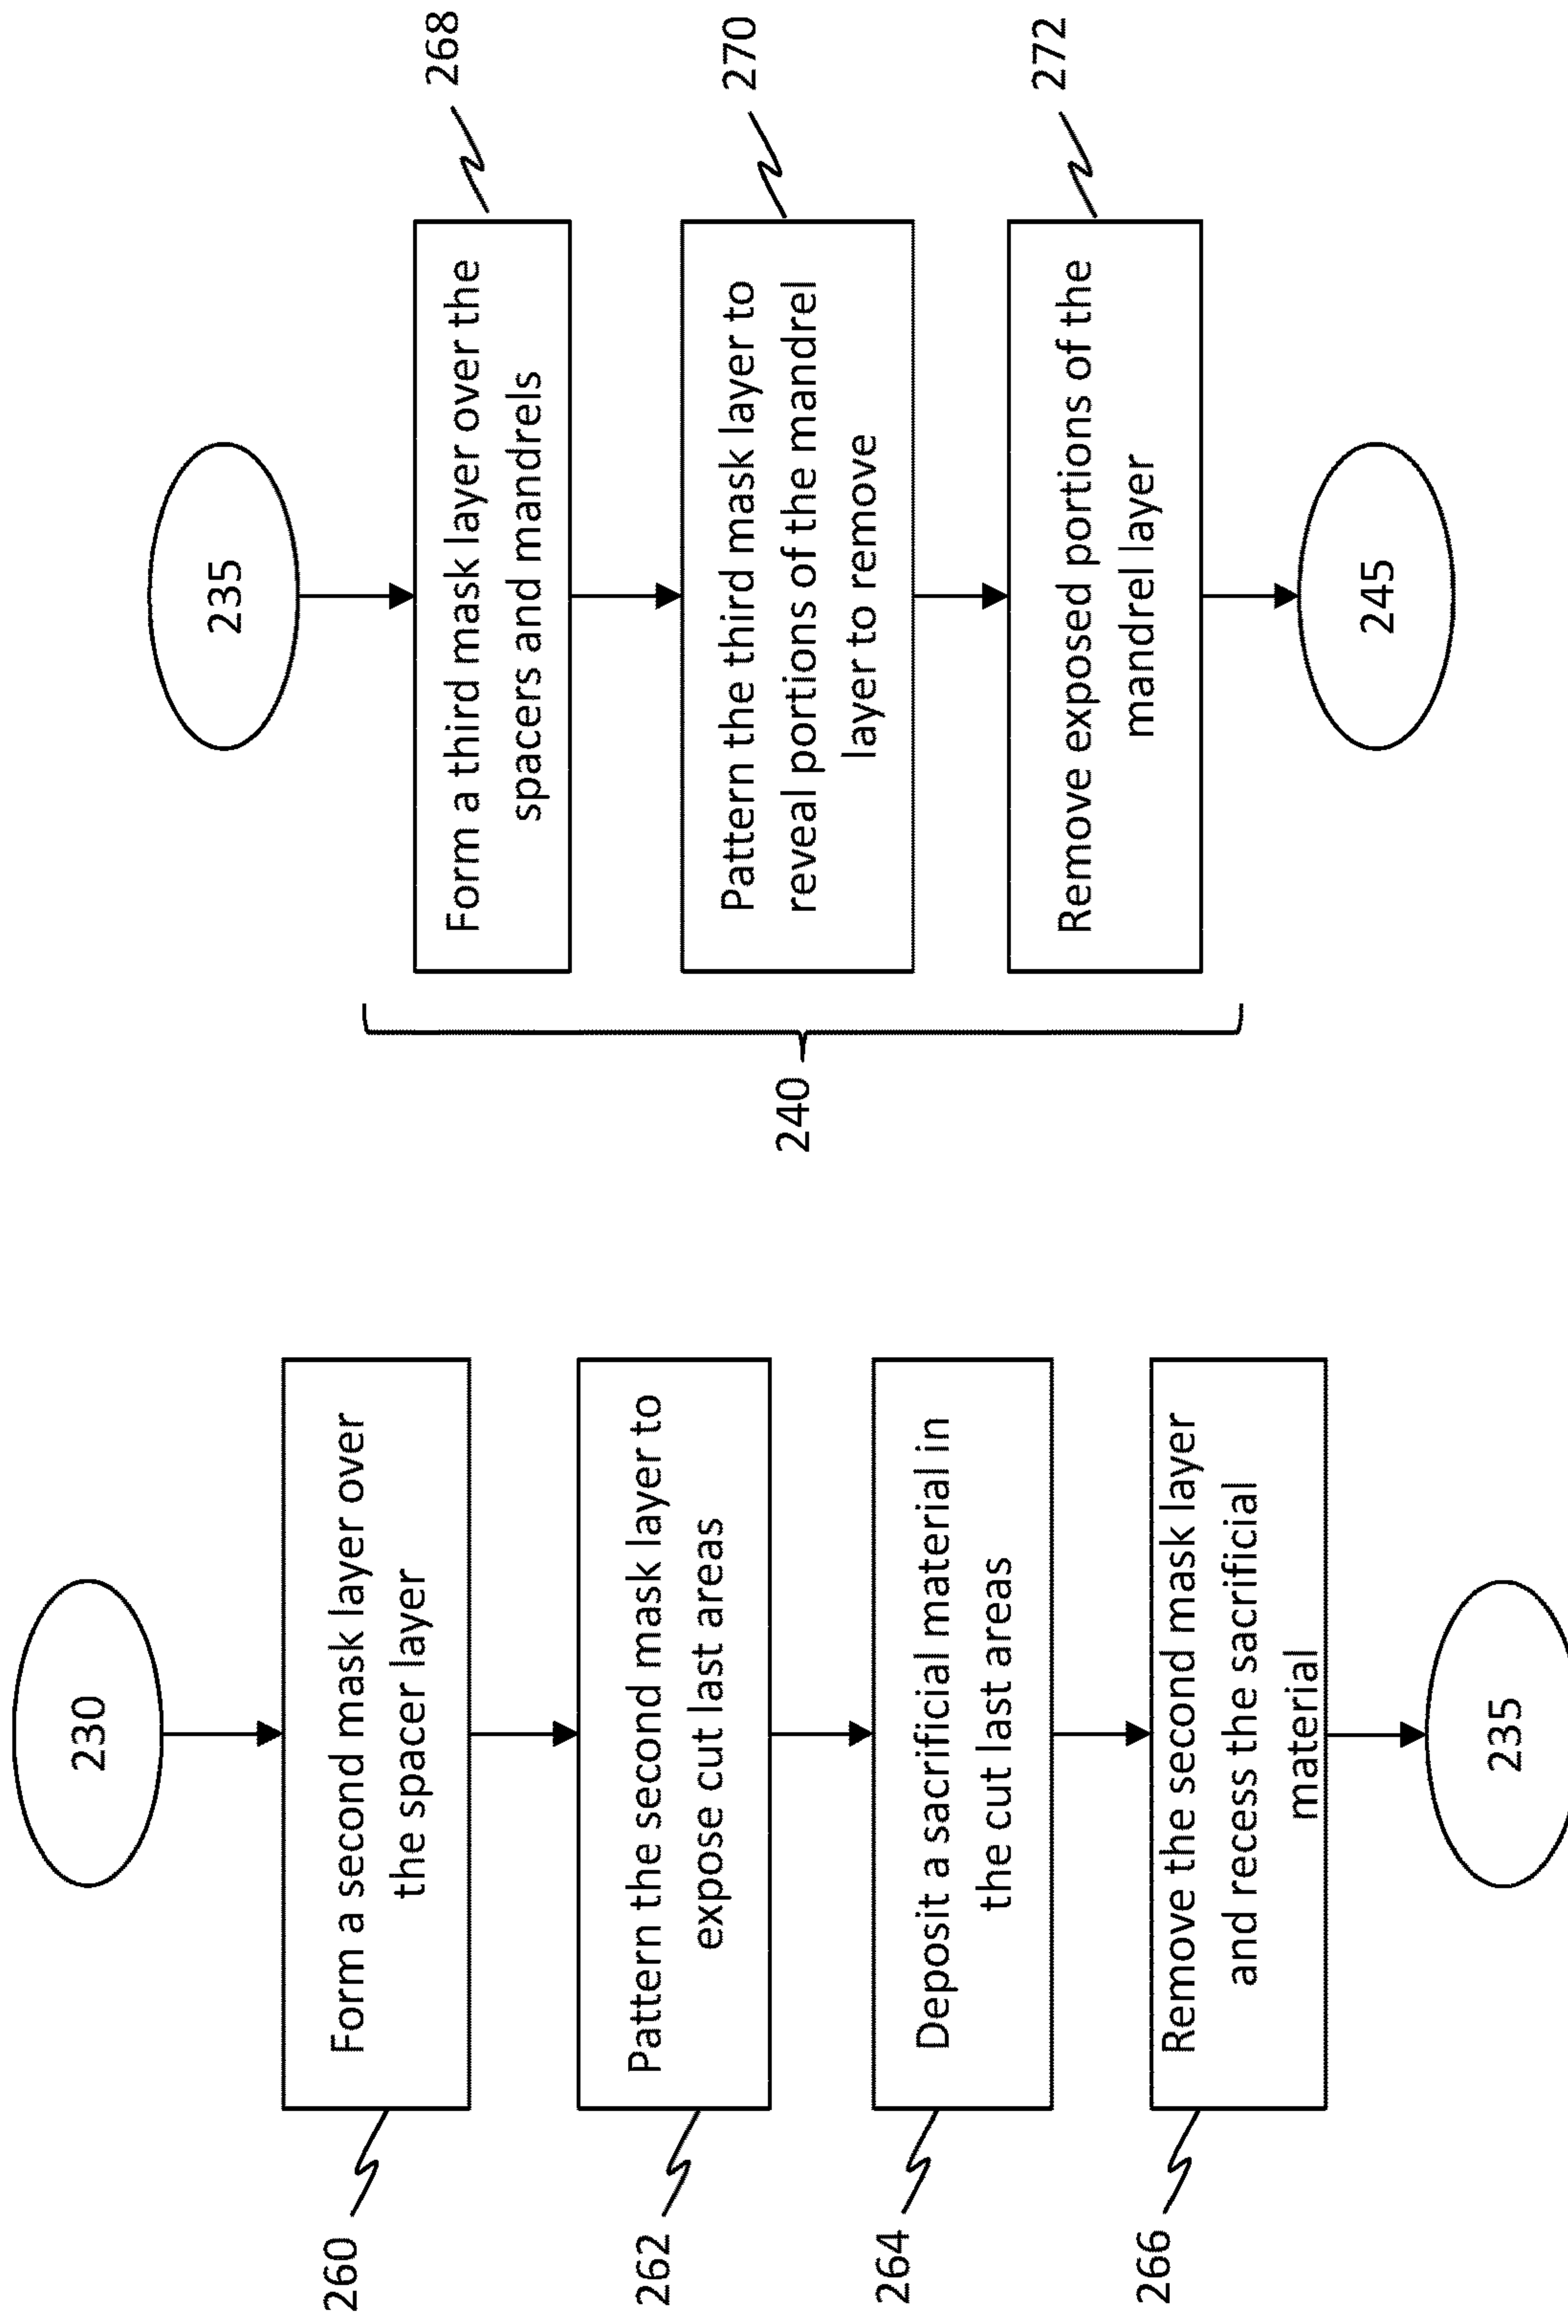 230
260
Form a second mask layer over
the spacer layer
262
Pattern the second mask layer to
expose cut last areas
264
Deposit a sacrificial material in
the cut last areas
266
Remove the second mask layer
and recess the sacrificial
material
235
235
240
Form a third mask layer over the
spacers and mandrels
268
Pattern the third mask layer to
reveal portions of the mandrel
layer to remove
270
Remove exposed portions of the
mandrel layer
272
245